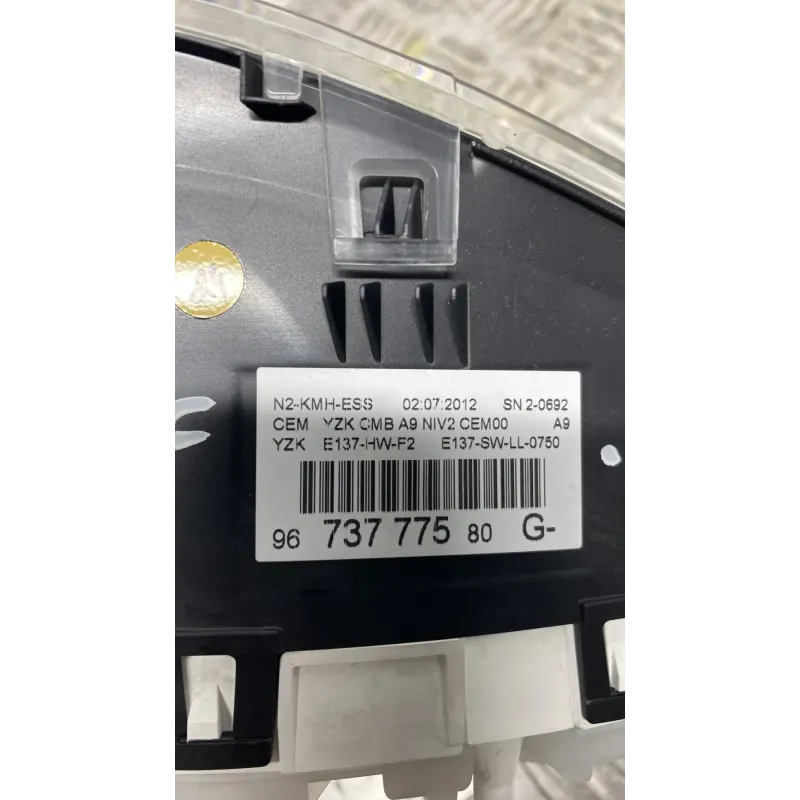 N2-KMH-ESS 02:07:2012 SN 2-0692
CEM YZK CMB A9 NIV2 CEM00 A9
YZK E137-HW-F2 E137-SW-LL-0750
96 737 775 80 G-